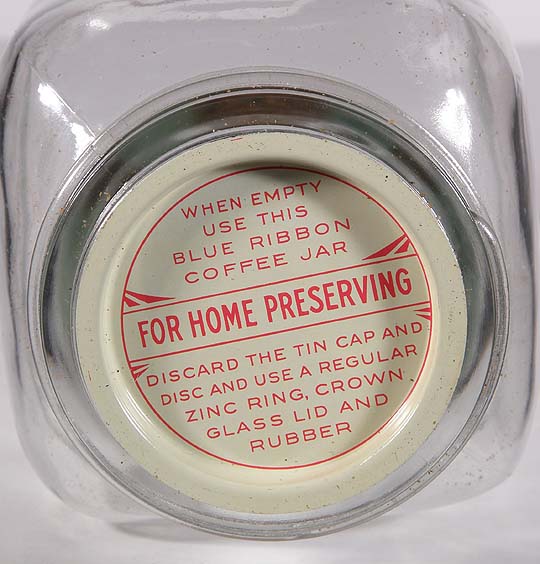 WHEN EMPTY
USE THIS
BLUE RIBBON
COFFEE JAR
FOR HOME PRESERVING
DISCARD THE TIN CAP AND
DISC AND USE A REGULAR
ZINC RING, CROWN
GLASS LID AND
RUBBER